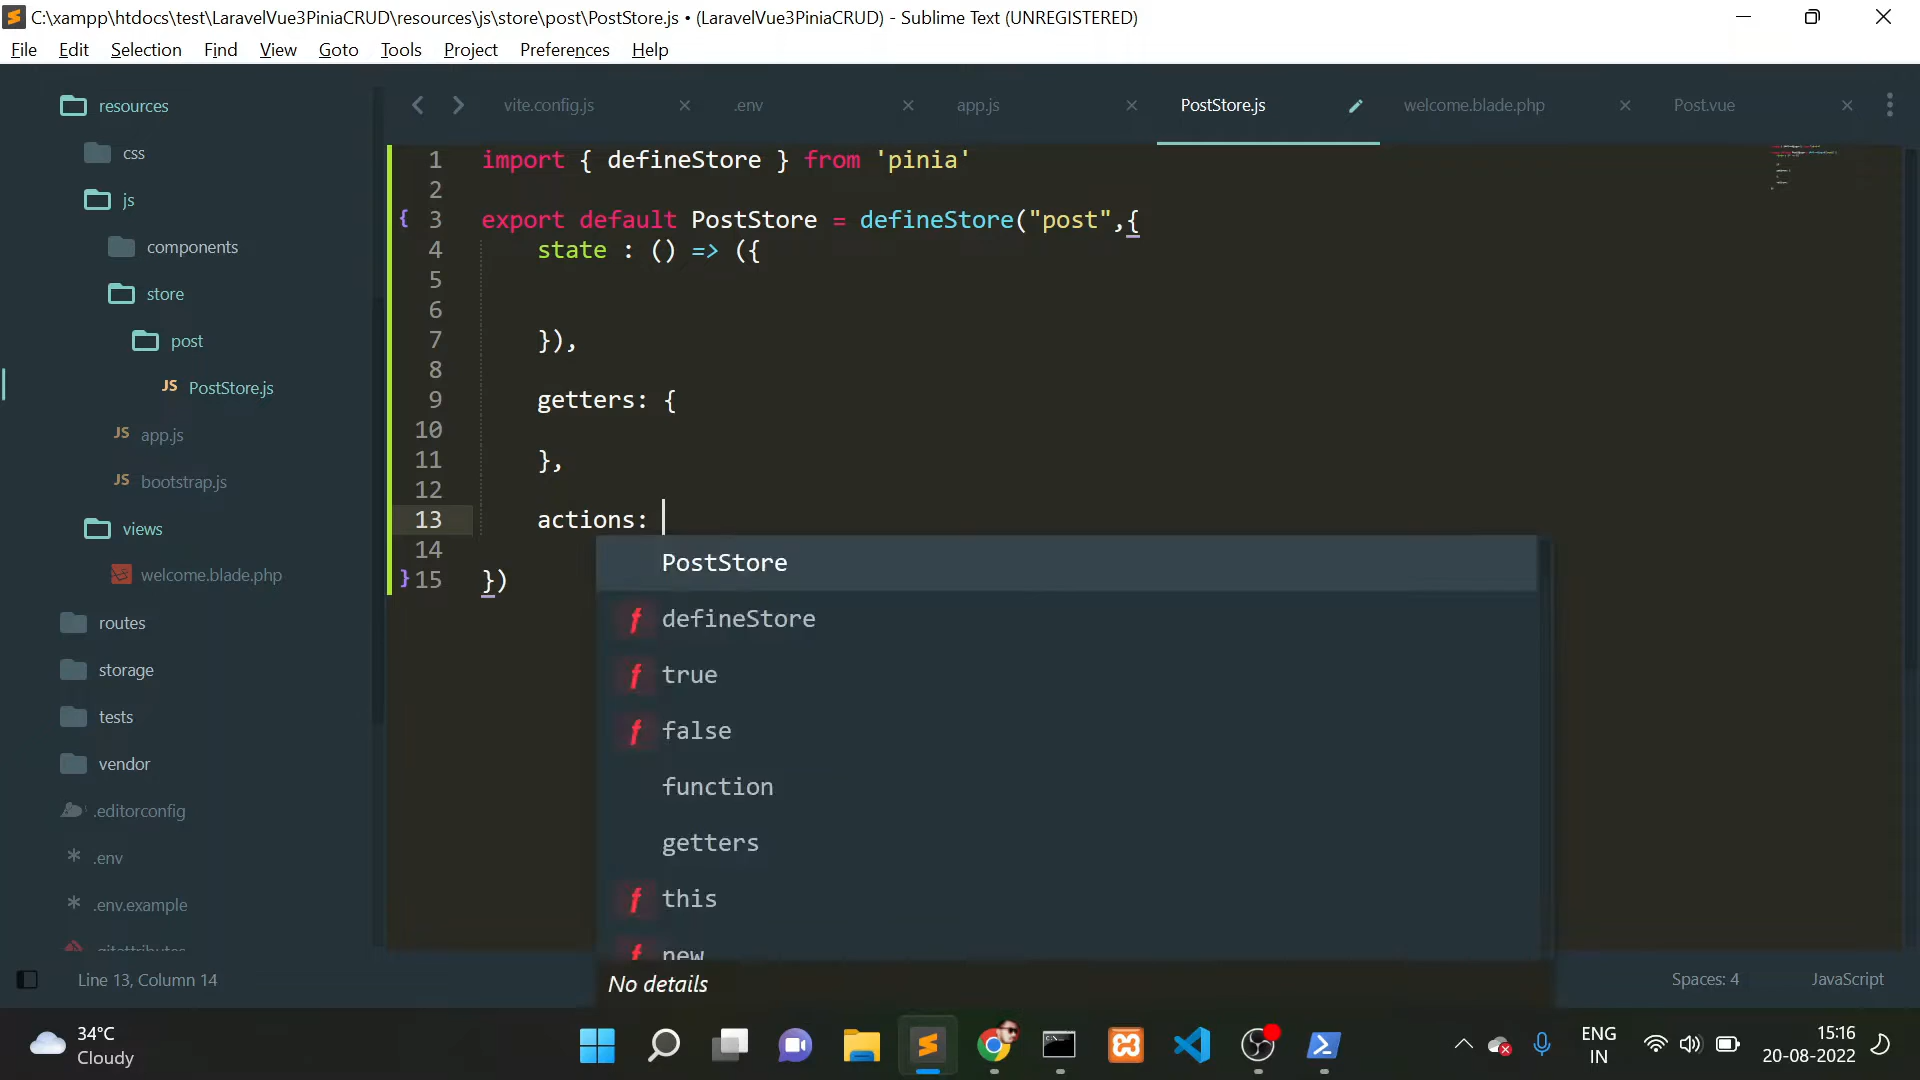 C:\xampp\htdocs\test\LaravelVue3PiniaCRUD\resources\js\store\post\PostStore.js • (LaravelVue3PiniaCRUD) - Sublime Text (UNREGISTERED)
File Edit Selection Find View Goto Tools Project Preferences Help
resources
css
js
components
store
post
JS PostStore.js
JS app.js
JS bootstrap.js
views
welcome.blade.php
routes
storage
tests
vendor
.editorconfig
* .env
* .env.example
.gitattributes
vite.config.js × .env × app.js × PostStore.js welcome.blade.php × Post.vue ×
1 import { defineStore } from 'pinia'
2
{ 3 export default PostStore = defineStore("post",{
4 state : () => ({
5
6
7 }),
8
9 getters: {
10
11 },
12
13 actions:
14
} 15 })
PostStore
f defineStore
f true
f false
function
getters
f this
f new
No details
Line 13, Column 14
Spaces: 4 JavaScript
34°C
Cloudy
ENG
IN
15:16
20-08-2022